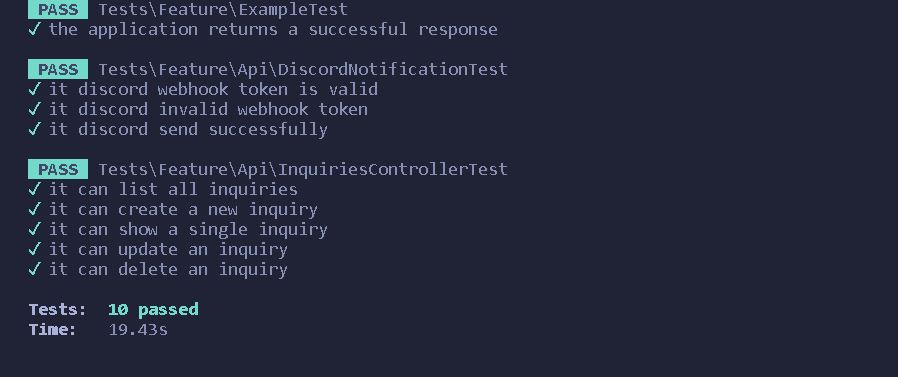 PASS Tests\Feature\ExampleTest
✓ the application returns a successful response
PASS Tests\Feature\Api\DiscordNotificationTest
✓ it discord webhook token is valid
✓ it discord invalid webhook token
✓ it discord send successfully
PASS Tests\Feature\Api\InquiriesControllerTest
✓ it can list all inquiries
✓ it can create a new inquiry
✓ it can show a single inquiry
✓ it can update an inquiry
✓ it can delete an inquiry
Tests: 10 passed
Time: 19.43s